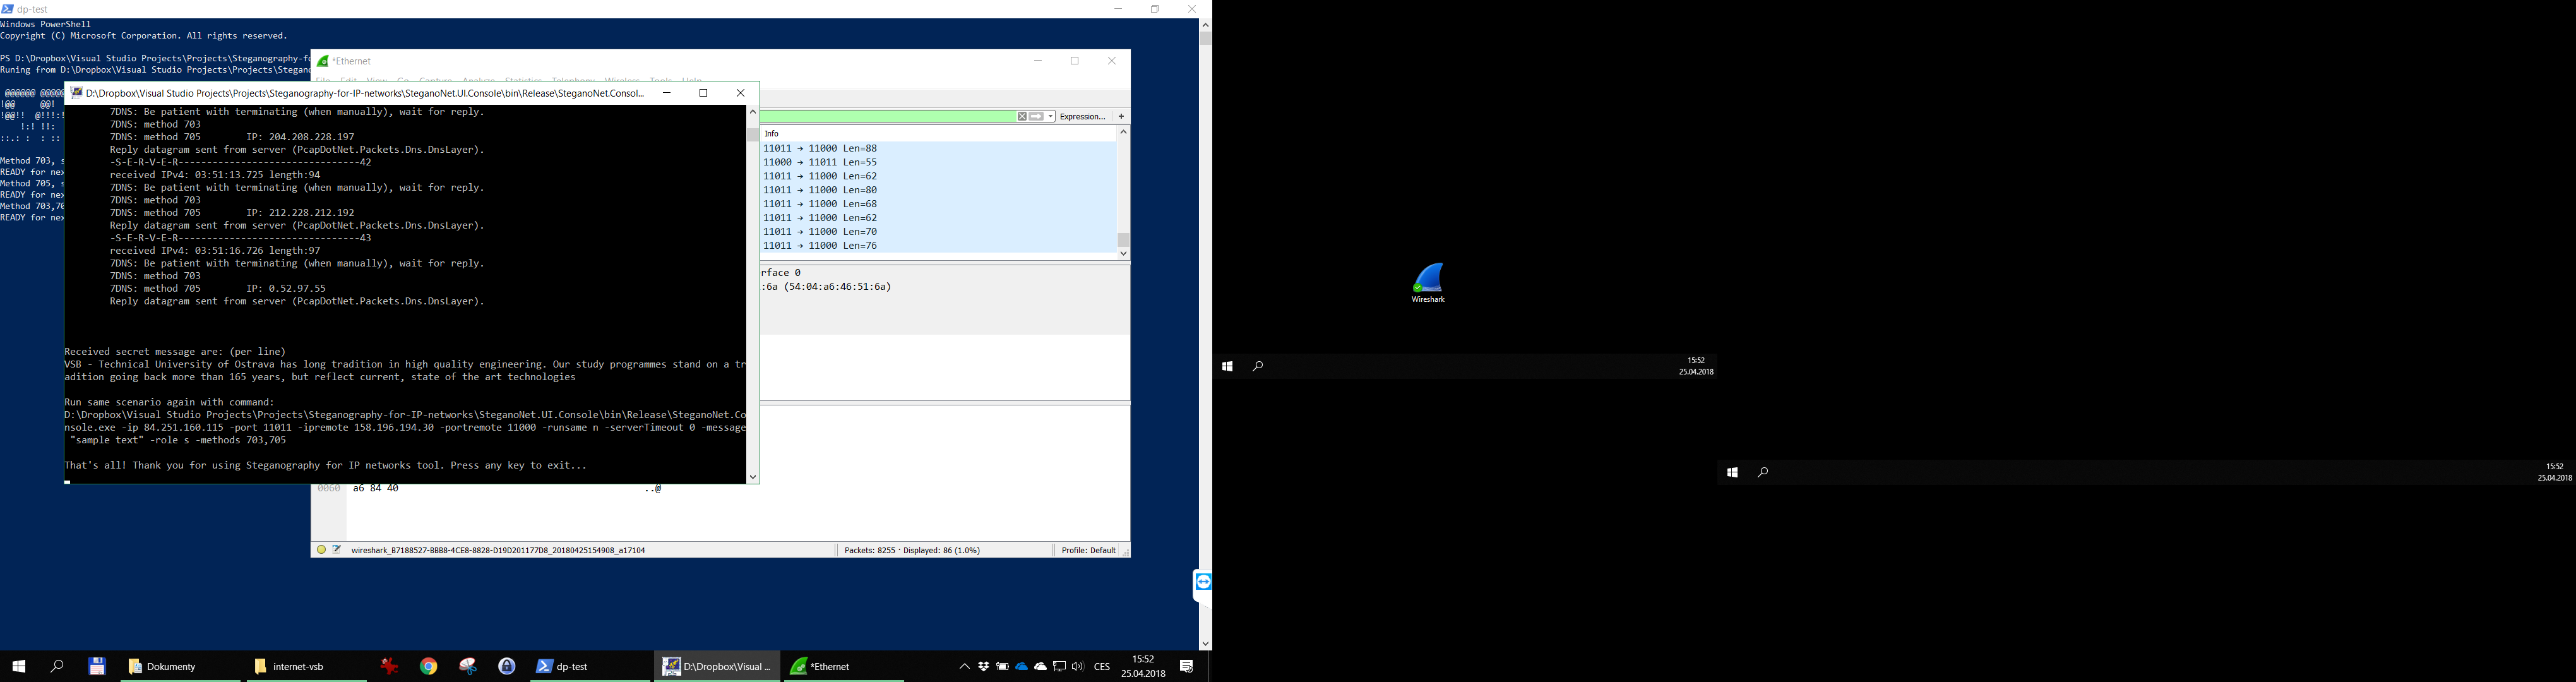 dp-test
Windows PowerShell
Copyright (C) Microsoft Corporation. All rights reserved.
PS D:\Dropbox\Visual Studio Projects\Projects\Steganography-fo
Runing from D:\Dropbox\Visual Studio Projects\Projects\Stegano
Method 703, s
READY for nex
Method 705, s
READY for nex
Method 703,70
READY for nex
*Ethernet
File Edit View Go Capture Analyze Statistics Telephony Wireless Tools Help
D:\Dropbox\Visual Studio Projects\Projects\Steganography-for-IP-networks\SteganoNet.UI.Console\bin\Release\SteganoNet.Consol...
7DNS: Be patient with terminating (when manually), wait for reply.
7DNS: method 703
7DNS: method 705 IP: 204.208.228.197
Reply datagram sent from server (PcapDotNet.Packets.Dns.DnsLayer).
-S-E-R-V-E-R--------------------------------42
received IPv4: 03:51:13.725 length:94
7DNS: Be patient with terminating (when manually), wait for reply.
7DNS: method 703
7DNS: method 705 IP: 212.228.212.192
Reply datagram sent from server (PcapDotNet.Packets.Dns.DnsLayer).
-S-E-R-V-E-R--------------------------------43
received IPv4: 03:51:16.726 length:97
7DNS: Be patient with terminating (when manually), wait for reply.
7DNS: method 703
7DNS: method 705 IP: 0.52.97.55
Reply datagram sent from server (PcapDotNet.Packets.Dns.DnsLayer).
Received secret message are: (per line)
VSB - Technical University of Ostrava has long tradition in high quality engineering. Our study programmes stand on a tr
adition going back more than 165 years, but reflect current, state of the art technologies
Run same scenario again with command:
D:\Dropbox\Visual Studio Projects\Projects\Steganography-for-IP-networks\SteganoNet.UI.Console\bin\Release\SteganoNet.Co
nsole.exe -ip 84.251.160.115 -port 11011 -ipremote 158.196.194.30 -portremote 11000 -runsame n -serverTimeout 0 -message
"sample text" -role s -methods 703,705
That's all! Thank you for using Steganography for IP networks tool. Press any key to exit...
Expression... +
Info
11011 → 11000 Len=88
11000 → 11011 Len=55
11011 → 11000 Len=62
11011 → 11000 Len=80
11011 → 11000 Len=68
11011 → 11000 Len=62
11011 → 11000 Len=70
11011 → 11000 Len=76
rface 0
:6a (54:04:a6:46:51:6a)
0060 a6 84 40 ..@
wireshark_B7188527-BBB8-4CE8-8828-D19D201177D8_20180425154908_a17104
Packets: 8255 · Displayed: 86 (1.0%)
Profile: Default
Dokumenty
internet-vsb
dp-test
D:\Dropbox\Visual ...
*Ethernet
CES
15:52
25.04.2018
Wireshark
15:52
25.04.2018
15:52
25.04.2018